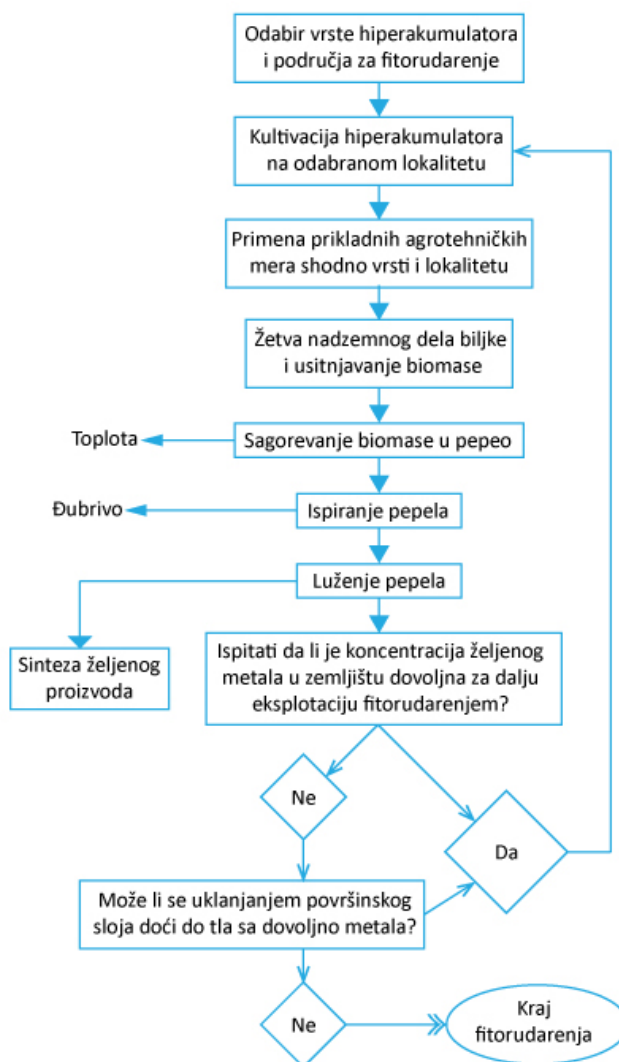 Odabir vrste hiperakumulatora
i područja za fitorudarenje
Kultivacija hiperakumulatora
na odabranom lokalitetu
Primena prikladnih agrotehničkih
mera shodno vrsti i lokalitetu
Žetva nadzemnog dela biljke
i usitnjavanje biomase
Toplota
Sagorevanje biomase u pepeo
Đubrivo
Ispiranje pepela
Luženje pepela
Sinteza željenog
proizvoda
Ispitati da li je koncentracija željenog
metala u zemljištu dovoljna za dalju
eksplotaciju fitorudarenjem?
Ne
Da
Može li se uklanjanjem površinskog
sloja doći do tla sa dovoljno metala?
Ne
Kraj
fitorudarenja